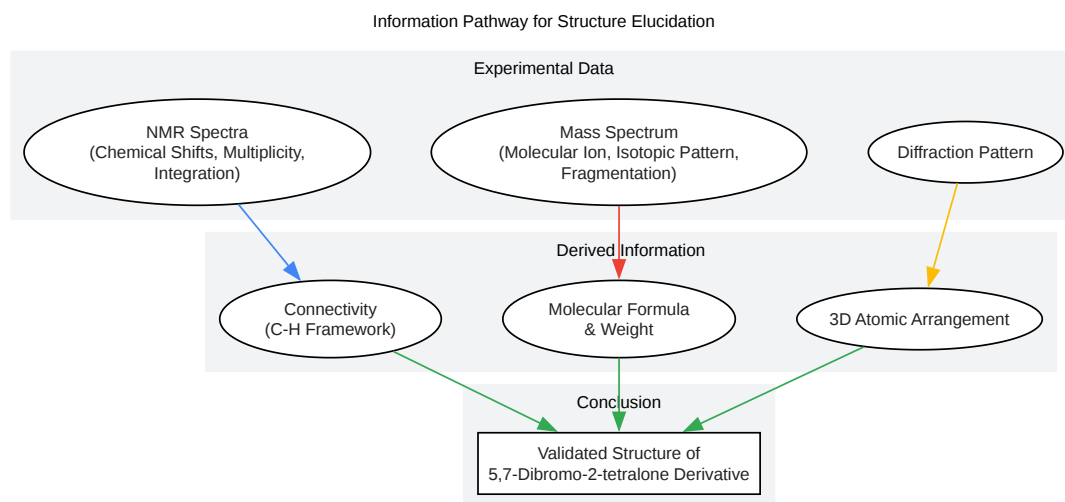 Information Pathway for Structure Elucidation
Experimental Data
NMR Spectra
(Chemical Shifts, Multiplicity,
Integration)
Mass Spectrum
(Molecular Ion, Isotopic Pattern,
Fragmentation)
Diffraction Pattern
Derived Information
Connectivity
(C-H Framework)
Molecular Formula
& Weight
3D Atomic Arrangement
Conclusion
Validated Structure of
5,7-Dibromo-2-tetralone Derivative